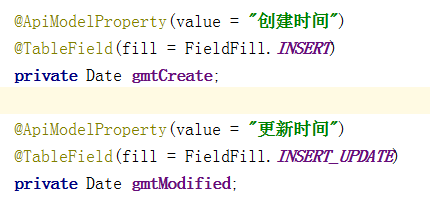 @ApiModelProperty(value = "创建时间")
@TableField(fill = FieldFill.INSERT)
private Date gmtCreate;
@ApiModelProperty(value = "更新时间")
@TableField(fill = FieldFill.INSERT_UPDATE)
private Date gmtModified;